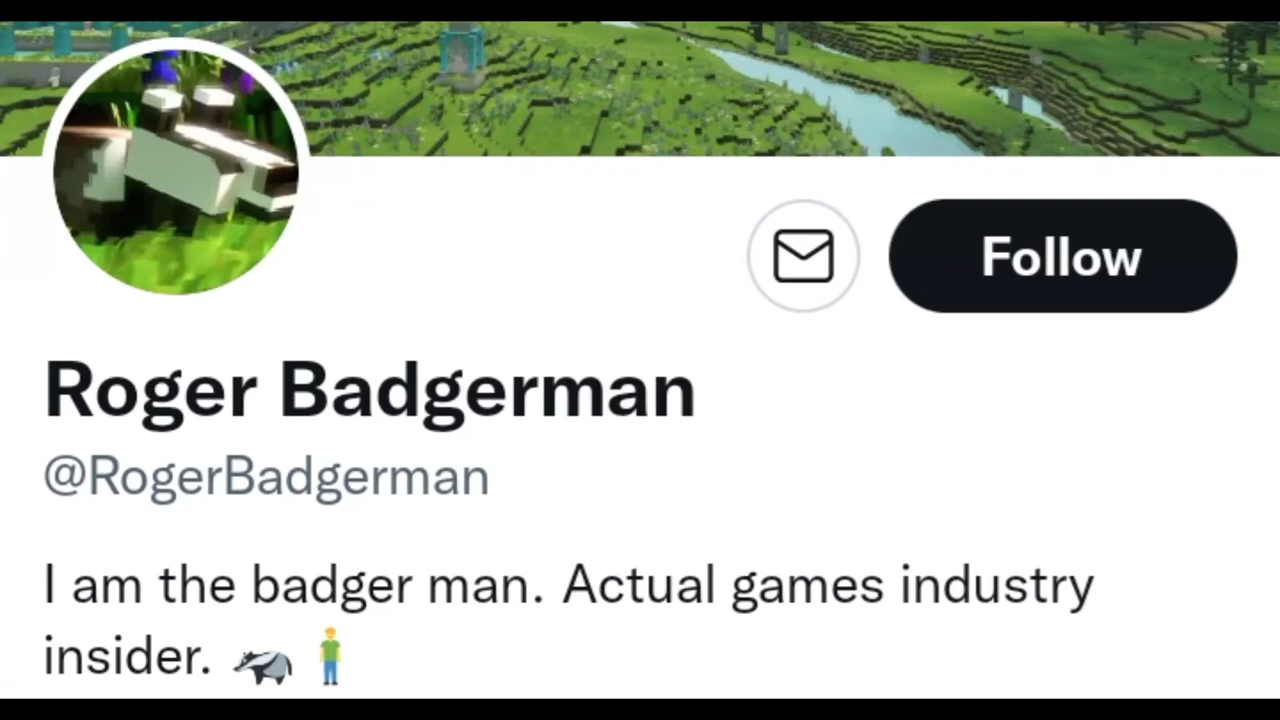 Follow
Roger Badgerman
@RogerBadgerman
I am the badger man. Actual games industry
insider. 🦡🧍